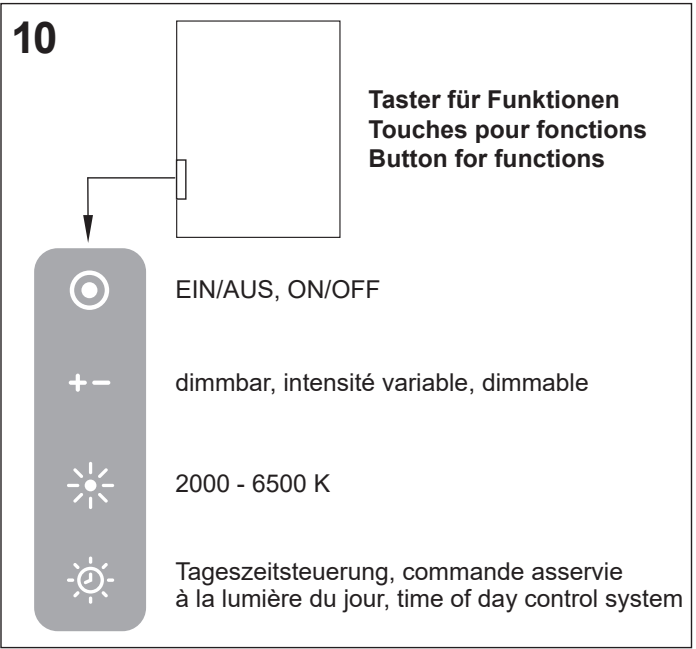 10
Taster für Funktionen
Touches pour fonctions
Button for functions
EIN/AUS, ON/OFF
+ −
dimmbar, intensité variable, dimmable
2000 - 6500 K
Tageszeitsteuerung, commande asservie
à la lumière du jour, time of day control system